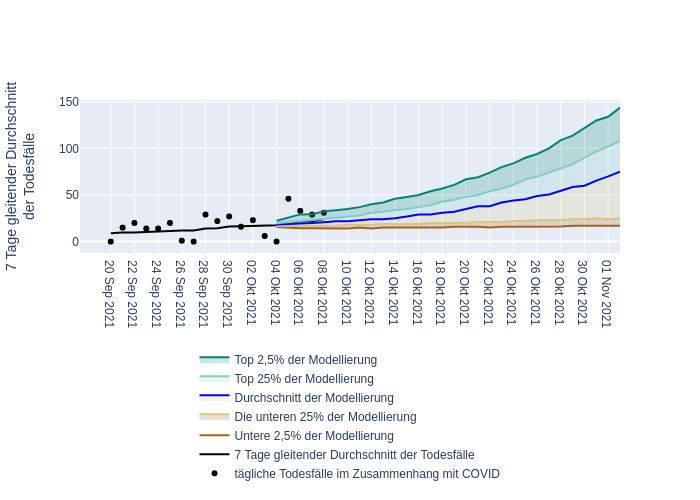 7 Tage gleitender Durchschnitt
der Todesfälle
150
100
50
0
20 Sep 2021
22 Sep 2021
24 Sep 2021
26 Sep 2021
28 Sep 2021
30 Sep 2021
02 Okt 2021
04 Okt 2021
06 Okt 2021
08 Okt 2021
10 Okt 2021
12 Okt 2021
14 Okt 2021
16 Okt 2021
18 Okt 2021
20 Okt 2021
22 Okt 2021
24 Okt 2021
26 Okt 2021
28 Okt 2021
30 Okt 2021
01 Nov 2021
Top 2,5% der Modellierung
Top 25% der Modellierung
Durchschnitt der Modellierung
Die unteren 25% der Modellierung
Untere 2,5% der Modellierung
7 Tage gleitender Durchschnitt der Todesfälle
tägliche Todesfälle im Zusammenhang mit COVID